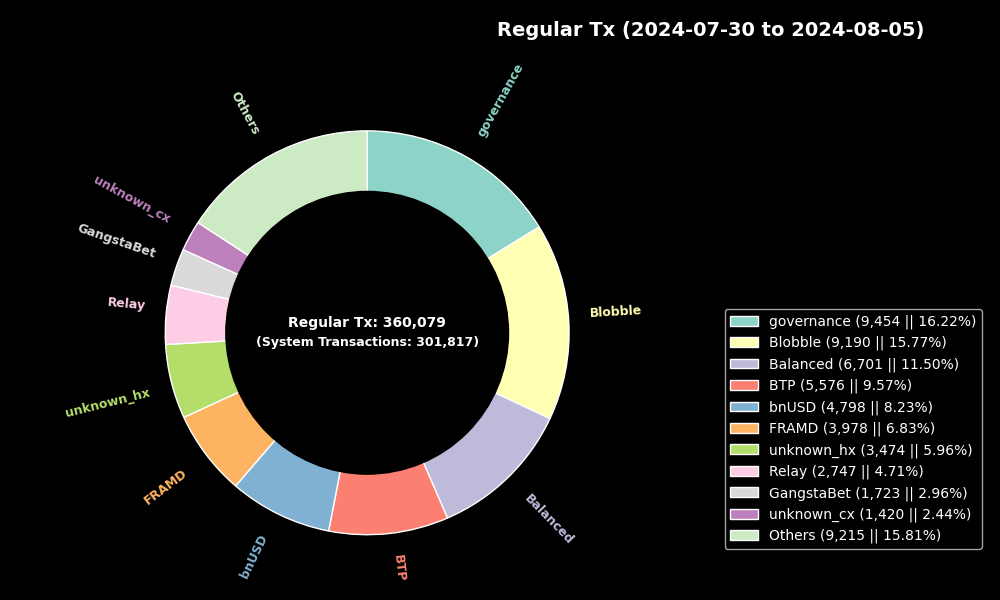 Regular Tx (2024-07-30 to 2024-08-05)
governance
Others
unknown_cx
GangstaBet
Relay
Blobble
Regular Tx: 360,079
(System Transactions: 301,817)
unknown_hx
FRAMD
Balanced
bnUSD
BTP
governance (9,454 || 16.22%)
Blobble (9,190 || 15.77%)
Balanced (6,701 || 11.50%)
BTP (5,576 || 9.57%)
bnUSD (4,798 || 8.23%)
FRAMD (3,978 || 6.83%)
unknown_hx (3,474 || 5.96%)
Relay (2,747 || 4.71%)
GangstaBet (1,723 || 2.96%)
unknown_cx (1,420 || 2.44%)
Others (9,215 || 15.81%)